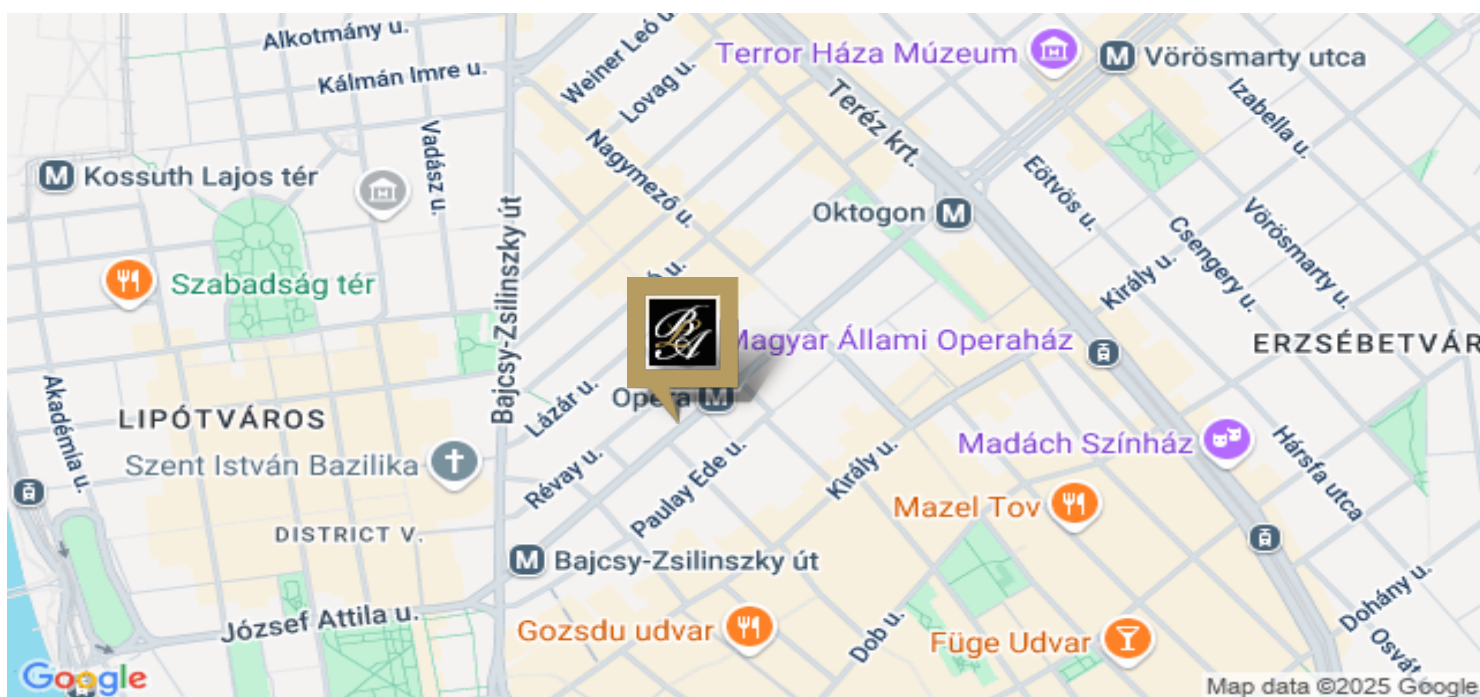 Alkotmány u.
Kálmán Imre u.
Weiner Leó u.
Lovag u.
Terror Háza Múzeum
M Vörösmarty utca
Teréz krt.
Izabella u.
Vadász u.
Nagymező u.
M Kossuth Lajos tér
Eötvös u.
Oktogon M
Csengery u.
Vörösmarty u.
Király u.
Szabadság tér
Bajcsy-Zsilinszky út
Magyar Állami Operaház
ERZSÉBETVÁR
Akadémia u.
LIPÓTVÁROS
Lázár u.
Opera M
Szent István Bazilika
Révay u.
Paulay Ede u.
Király u.
Madách Színház
Hársfa utca
Mazel Tov
DISTRICT V.
M Bajcsy-Zsilinszky út
József Attila u.
Gozsdu udvar
Dob u.
Füge Udvar
Dohány u.
Osvát
Google
Map data ©2025 Google